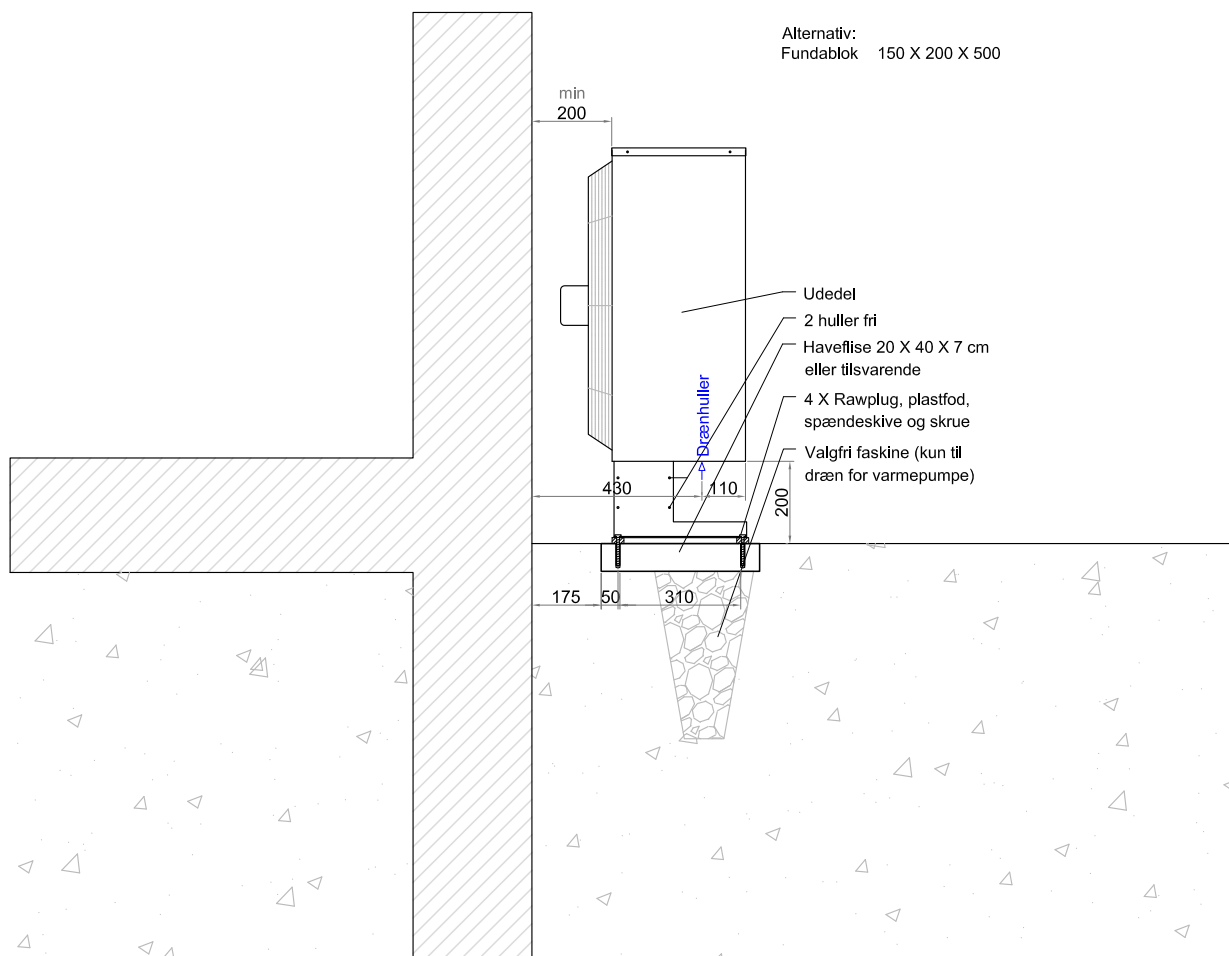 Alternativ:
Fundablok 150 X 200 X 500
min
200
Udedel
2 huller fri
Haveflise 20 X 40 X 7 cm
eller tilsvarende
4 X Rawplug, plastfod,
spændeskive og skrue
Valgfri faskine (kun til
dræn for varmepumpe)
Drænhuller
430
110
200
175
50
310